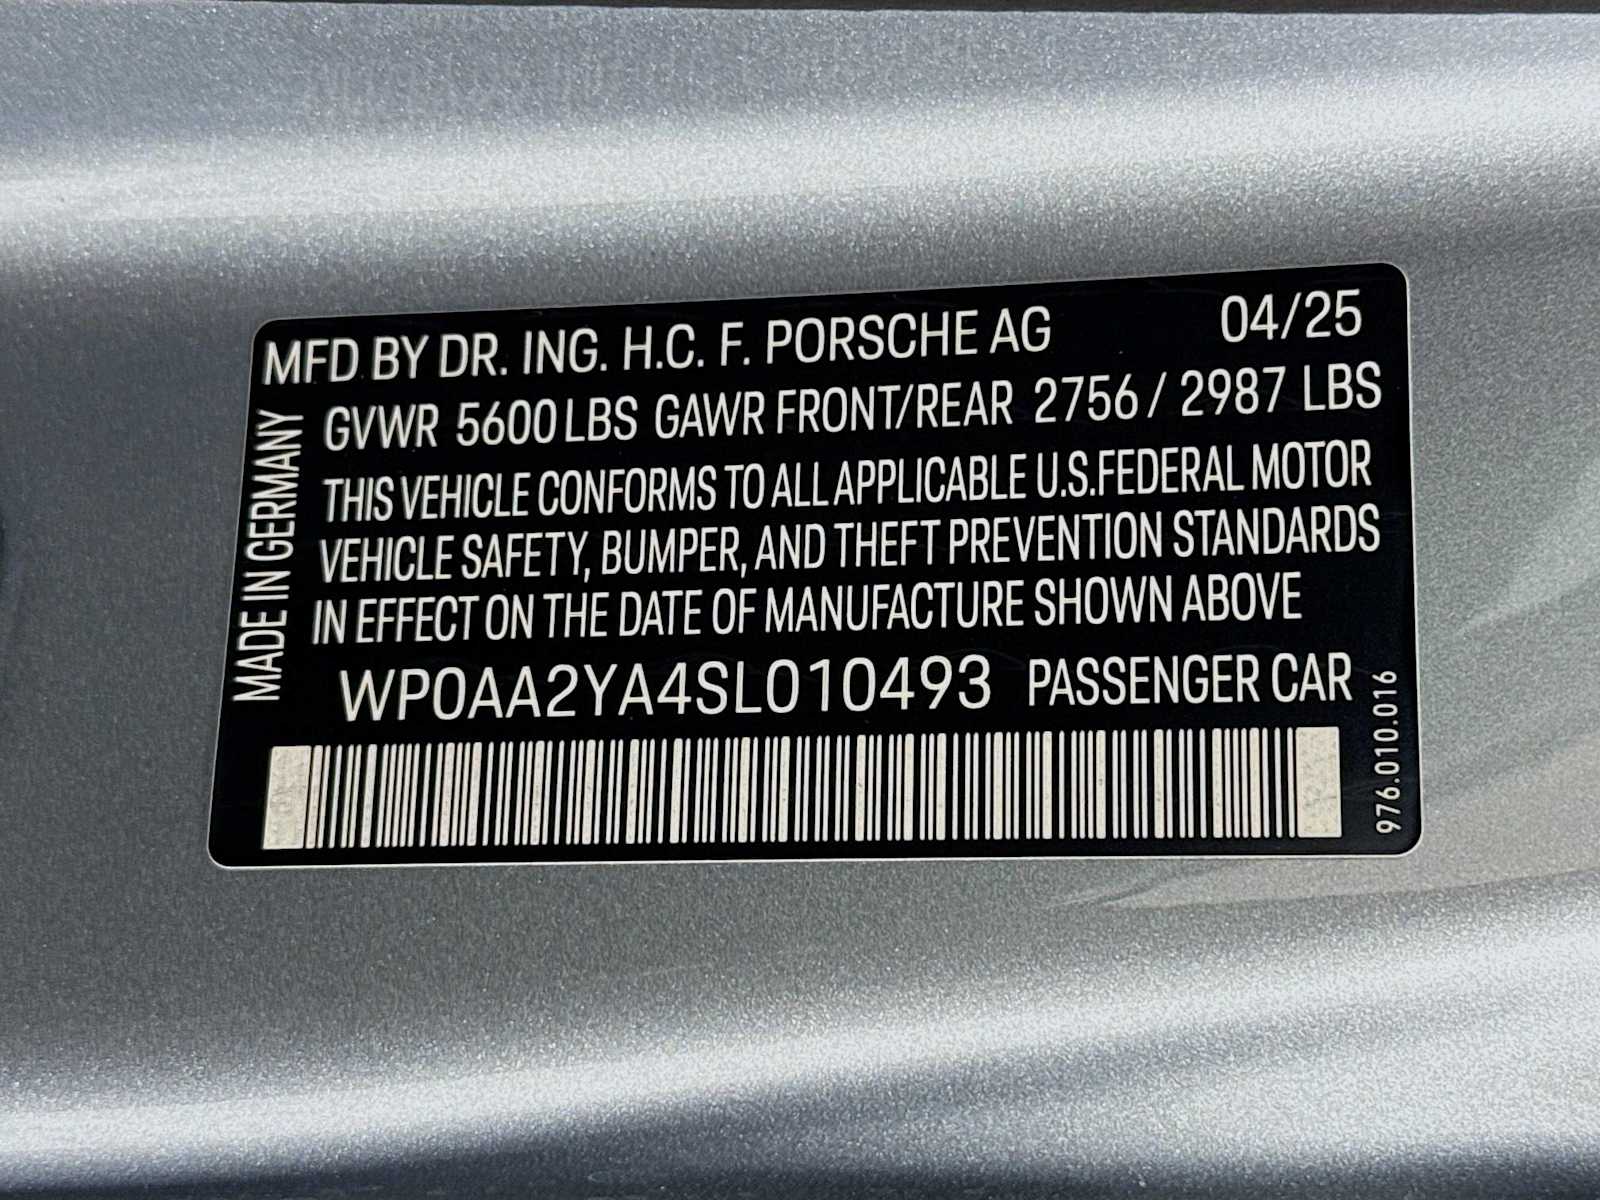 MFD BY DR. ING. H.C. F. PORSCHE AG 04/25
GVWR 5600 LBS GAWR FRONT/REAR 2756 / 2987 LBS
THIS VEHICLE CONFORMS TO ALL APPLICABLE U.S.FEDERAL MOTOR
VEHICLE SAFETY, BUMPER, AND THEFT PREVENTION STANDARDS
IN EFFECT ON THE DATE OF MANUFACTURE SHOWN ABOVE
WP0AA2YA4SL010493 PASSENGER CAR
MADE IN GERMANY
976.010.016